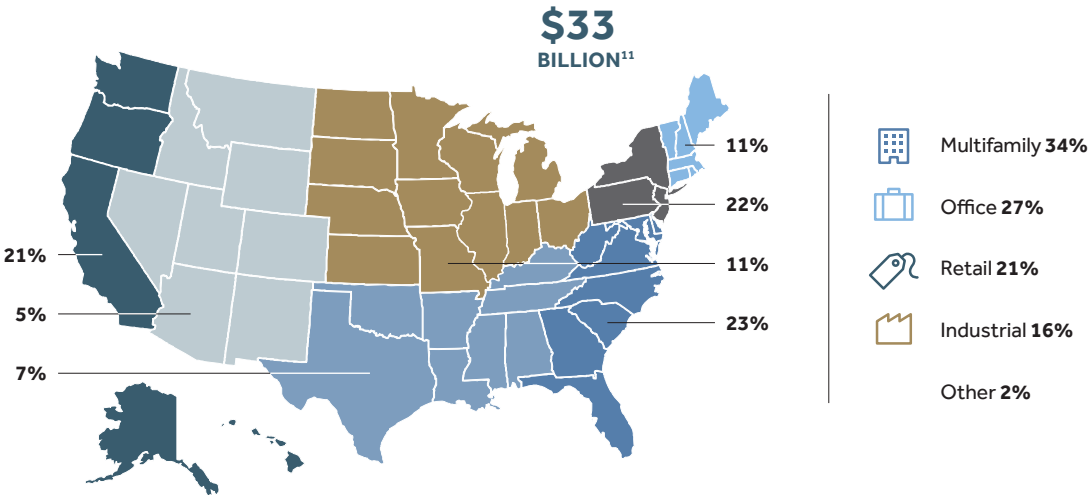 $33
BILLION11
11%
22%
21%
11%
5%
23%
7%
Multifamily 34%
Office 27%
Retail 21%
Industrial 16%
Other 2%